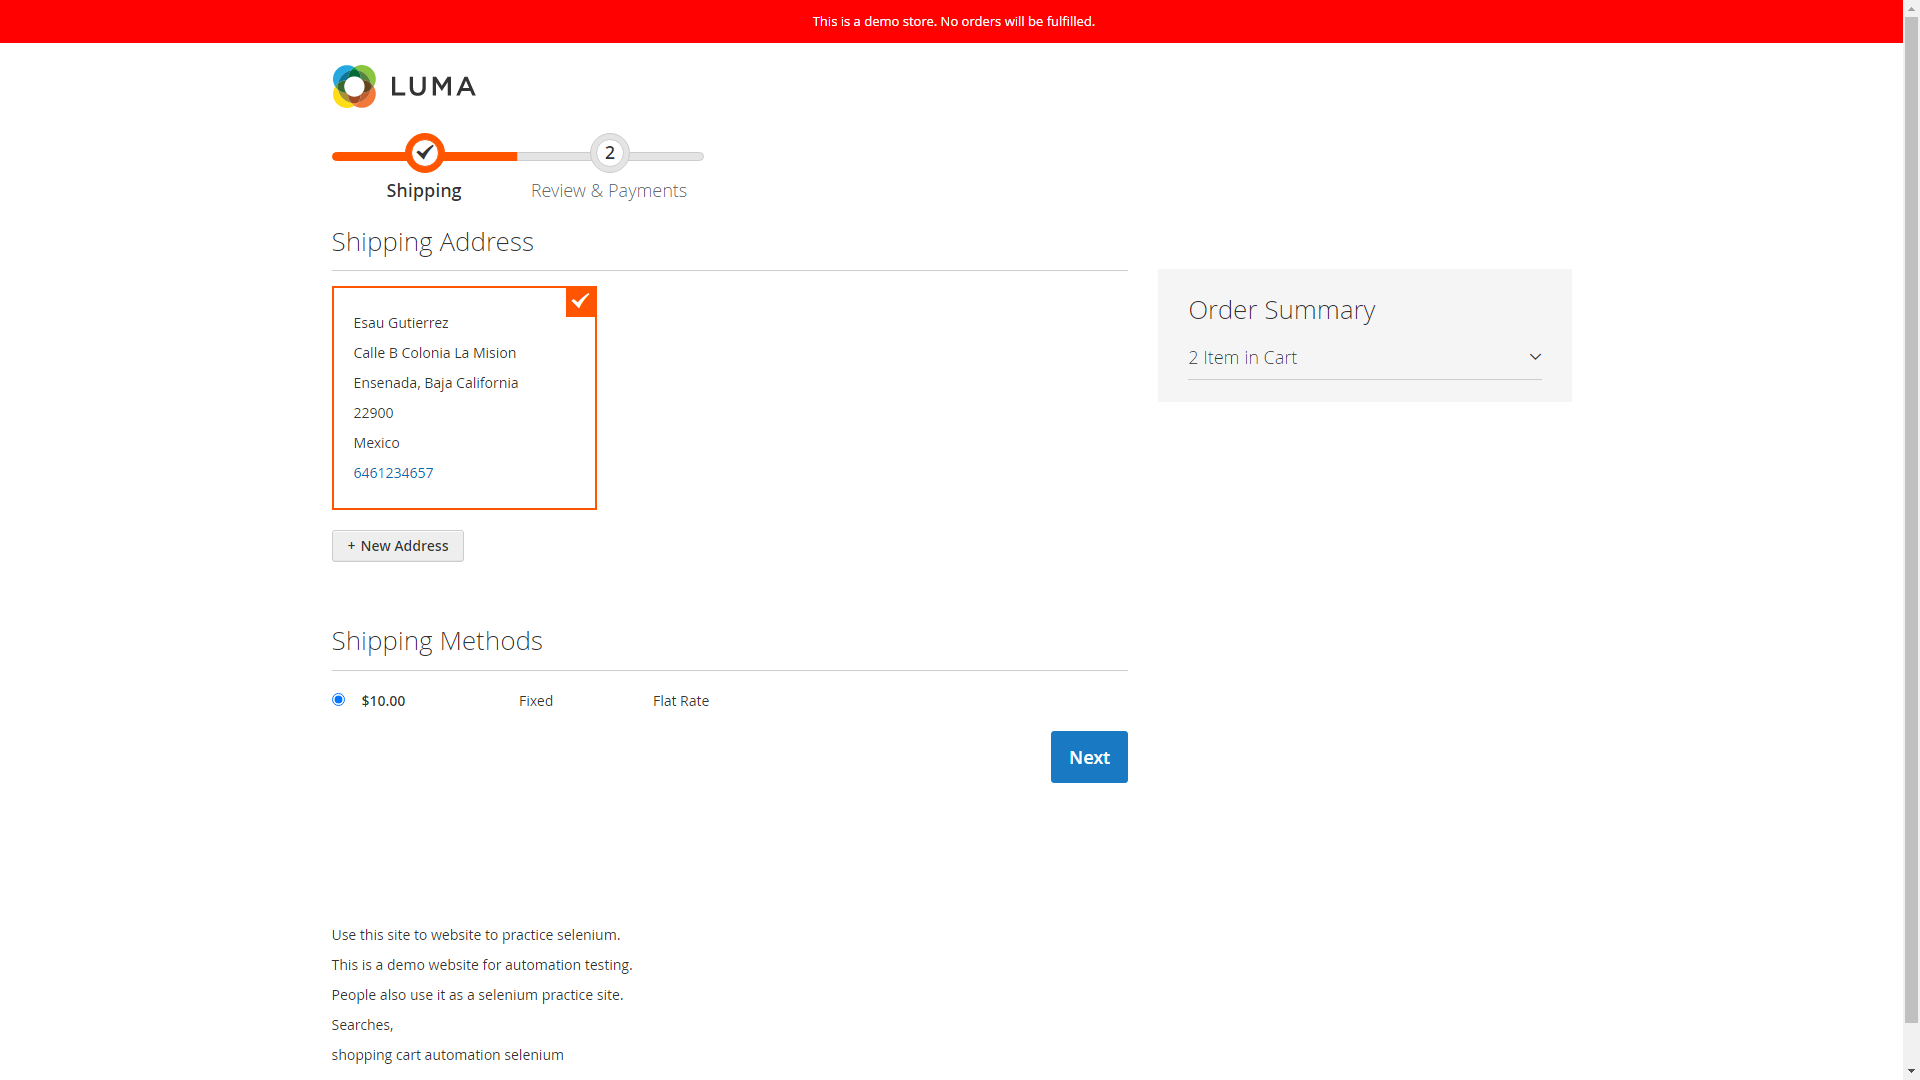 This is a demo store. No orders will be fulfilled.
LUMA
2
Shipping
Review & Payments
Shipping Address
Esau Gutierrez
Calle B Colonia La Mision
Ensenada, Baja California
22900
Mexico
6461234657
+ New Address
Order Summary
2 Item in Cart
Shipping Methods
$10.00 Fixed Flat Rate
Next
Use this site to website to practice selenium.
This is a demo website for automation testing.
People also use it as a selenium practice site.
Searches,
shopping cart automation selenium